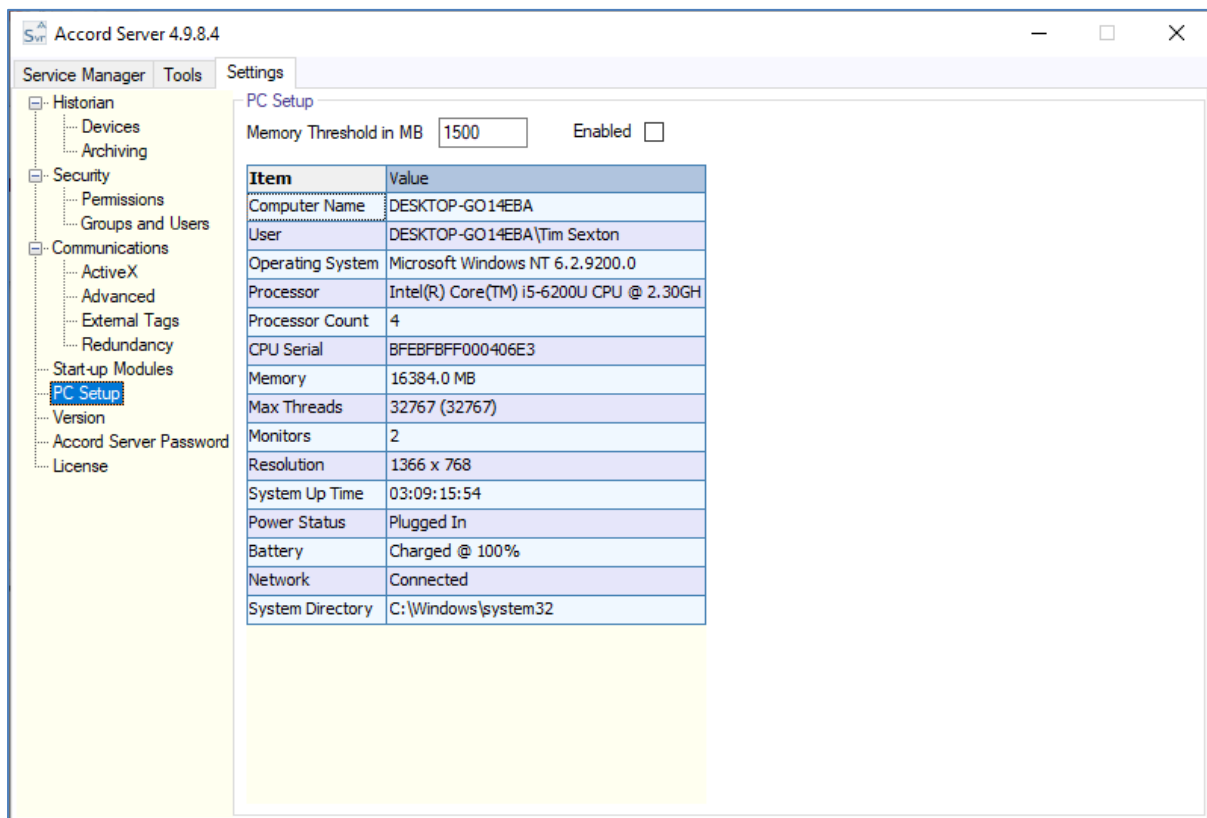 Accord Server 4.9.8.4
Service Manager Tools Settings
Historian
Devices
Archiving
Security
Permissions
Groups and Users
Communications
ActiveX
Advanced
External Tags
Redundancy
Start-up Modules
PC Setup
Version
Accord Server Password
License
PC Setup
Memory Threshold in MB 1500 Enabled
Item Value
Computer Name DESKTOP-GO14EBA
User DESKTOP-GO14EBA\Tim Sexton
Operating System Microsoft Windows NT 6.2.9200.0
Processor Intel(R) Core(TM) i5-6200U CPU @ 2.30GH
Processor Count 4
CPU Serial BFEBFBFF000406E3
Memory 16384.0 MB
Max Threads 32767 (32767)
Monitors 2
Resolution 1366 x 768
System Up Time 03:09:15:54
Power Status Plugged In
Battery Charged @ 100%
Network Connected
System Directory C:\Windows\system32